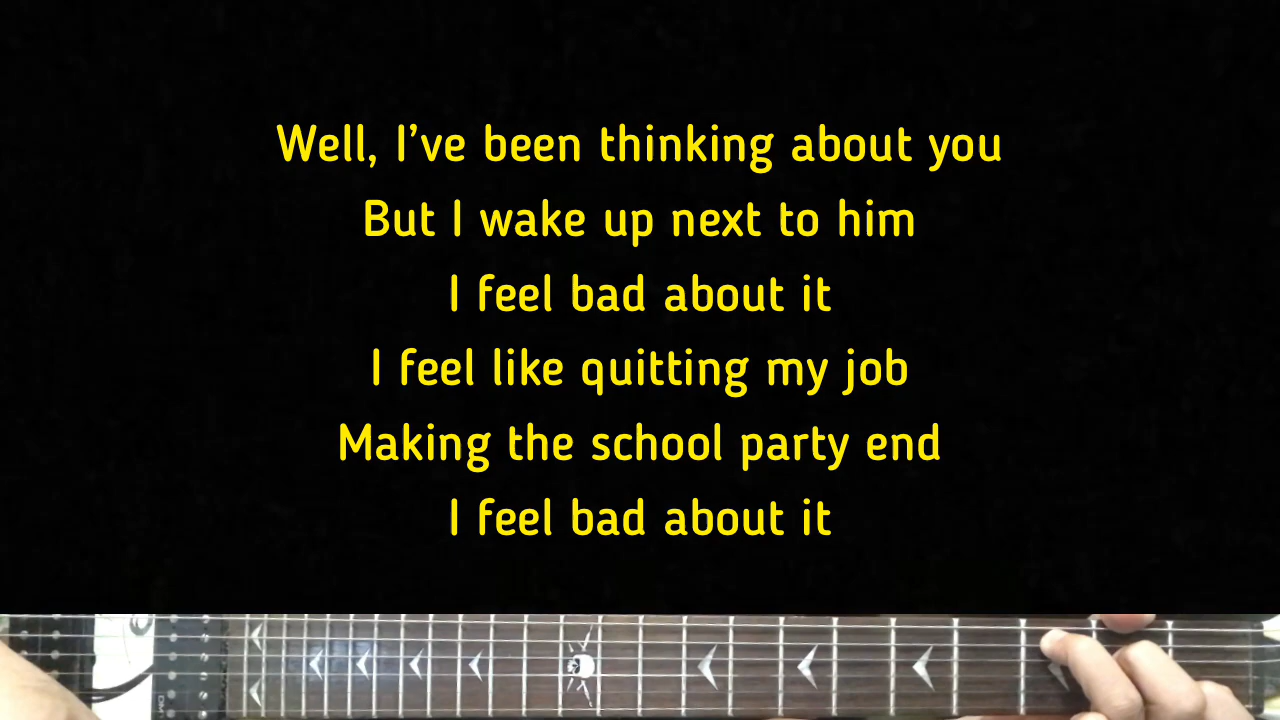 Well, I've been thinking about you
But I wake up next to him
I feel bad about it
I feel like quitting my job
Making the school party end
I feel bad about it